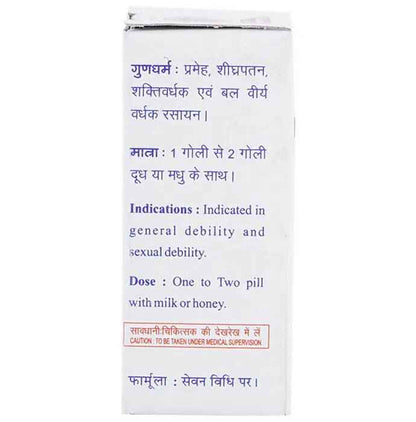 गुणधर्म : प्रमेह, शीघ्रपतन,
शक्तिवर्धक एवं बल वीर्य
वर्धक रसायन।
मात्रा : 1 गोली से 2 गोली
दूध या मधु के साथ।
Indications : Indicated in
general debility and
sexual debility.
Dose : One to Two pill
with milk or honey.
सावधानी:चिकित्सक की देखरेख में लें
CAUTION : TO BE TAKEN UNDER MEDICAL SUPERVISION
फार्मूला : सेवन विधि पर।